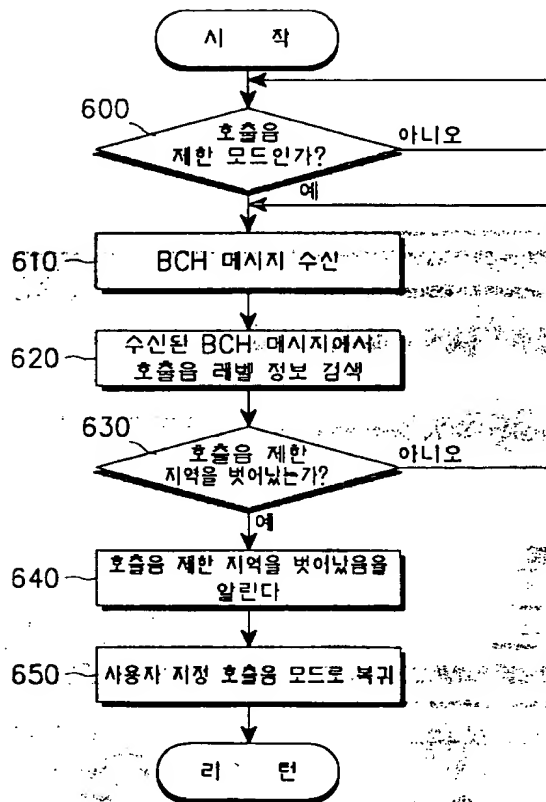 시 작
600
호출음
제한 모드인가?
아니오
예
610
BCH 메시지 수신
620
수신된 BCH 메시지에서
호출음 레벨 정보 검색
630
호출음 제한
지역을 벗어났는가?
아니오
예
640
호출음 제한 지역을 벗어났음을
알린다
650
사용자 지정 호출음 모드로 복귀
리 턴